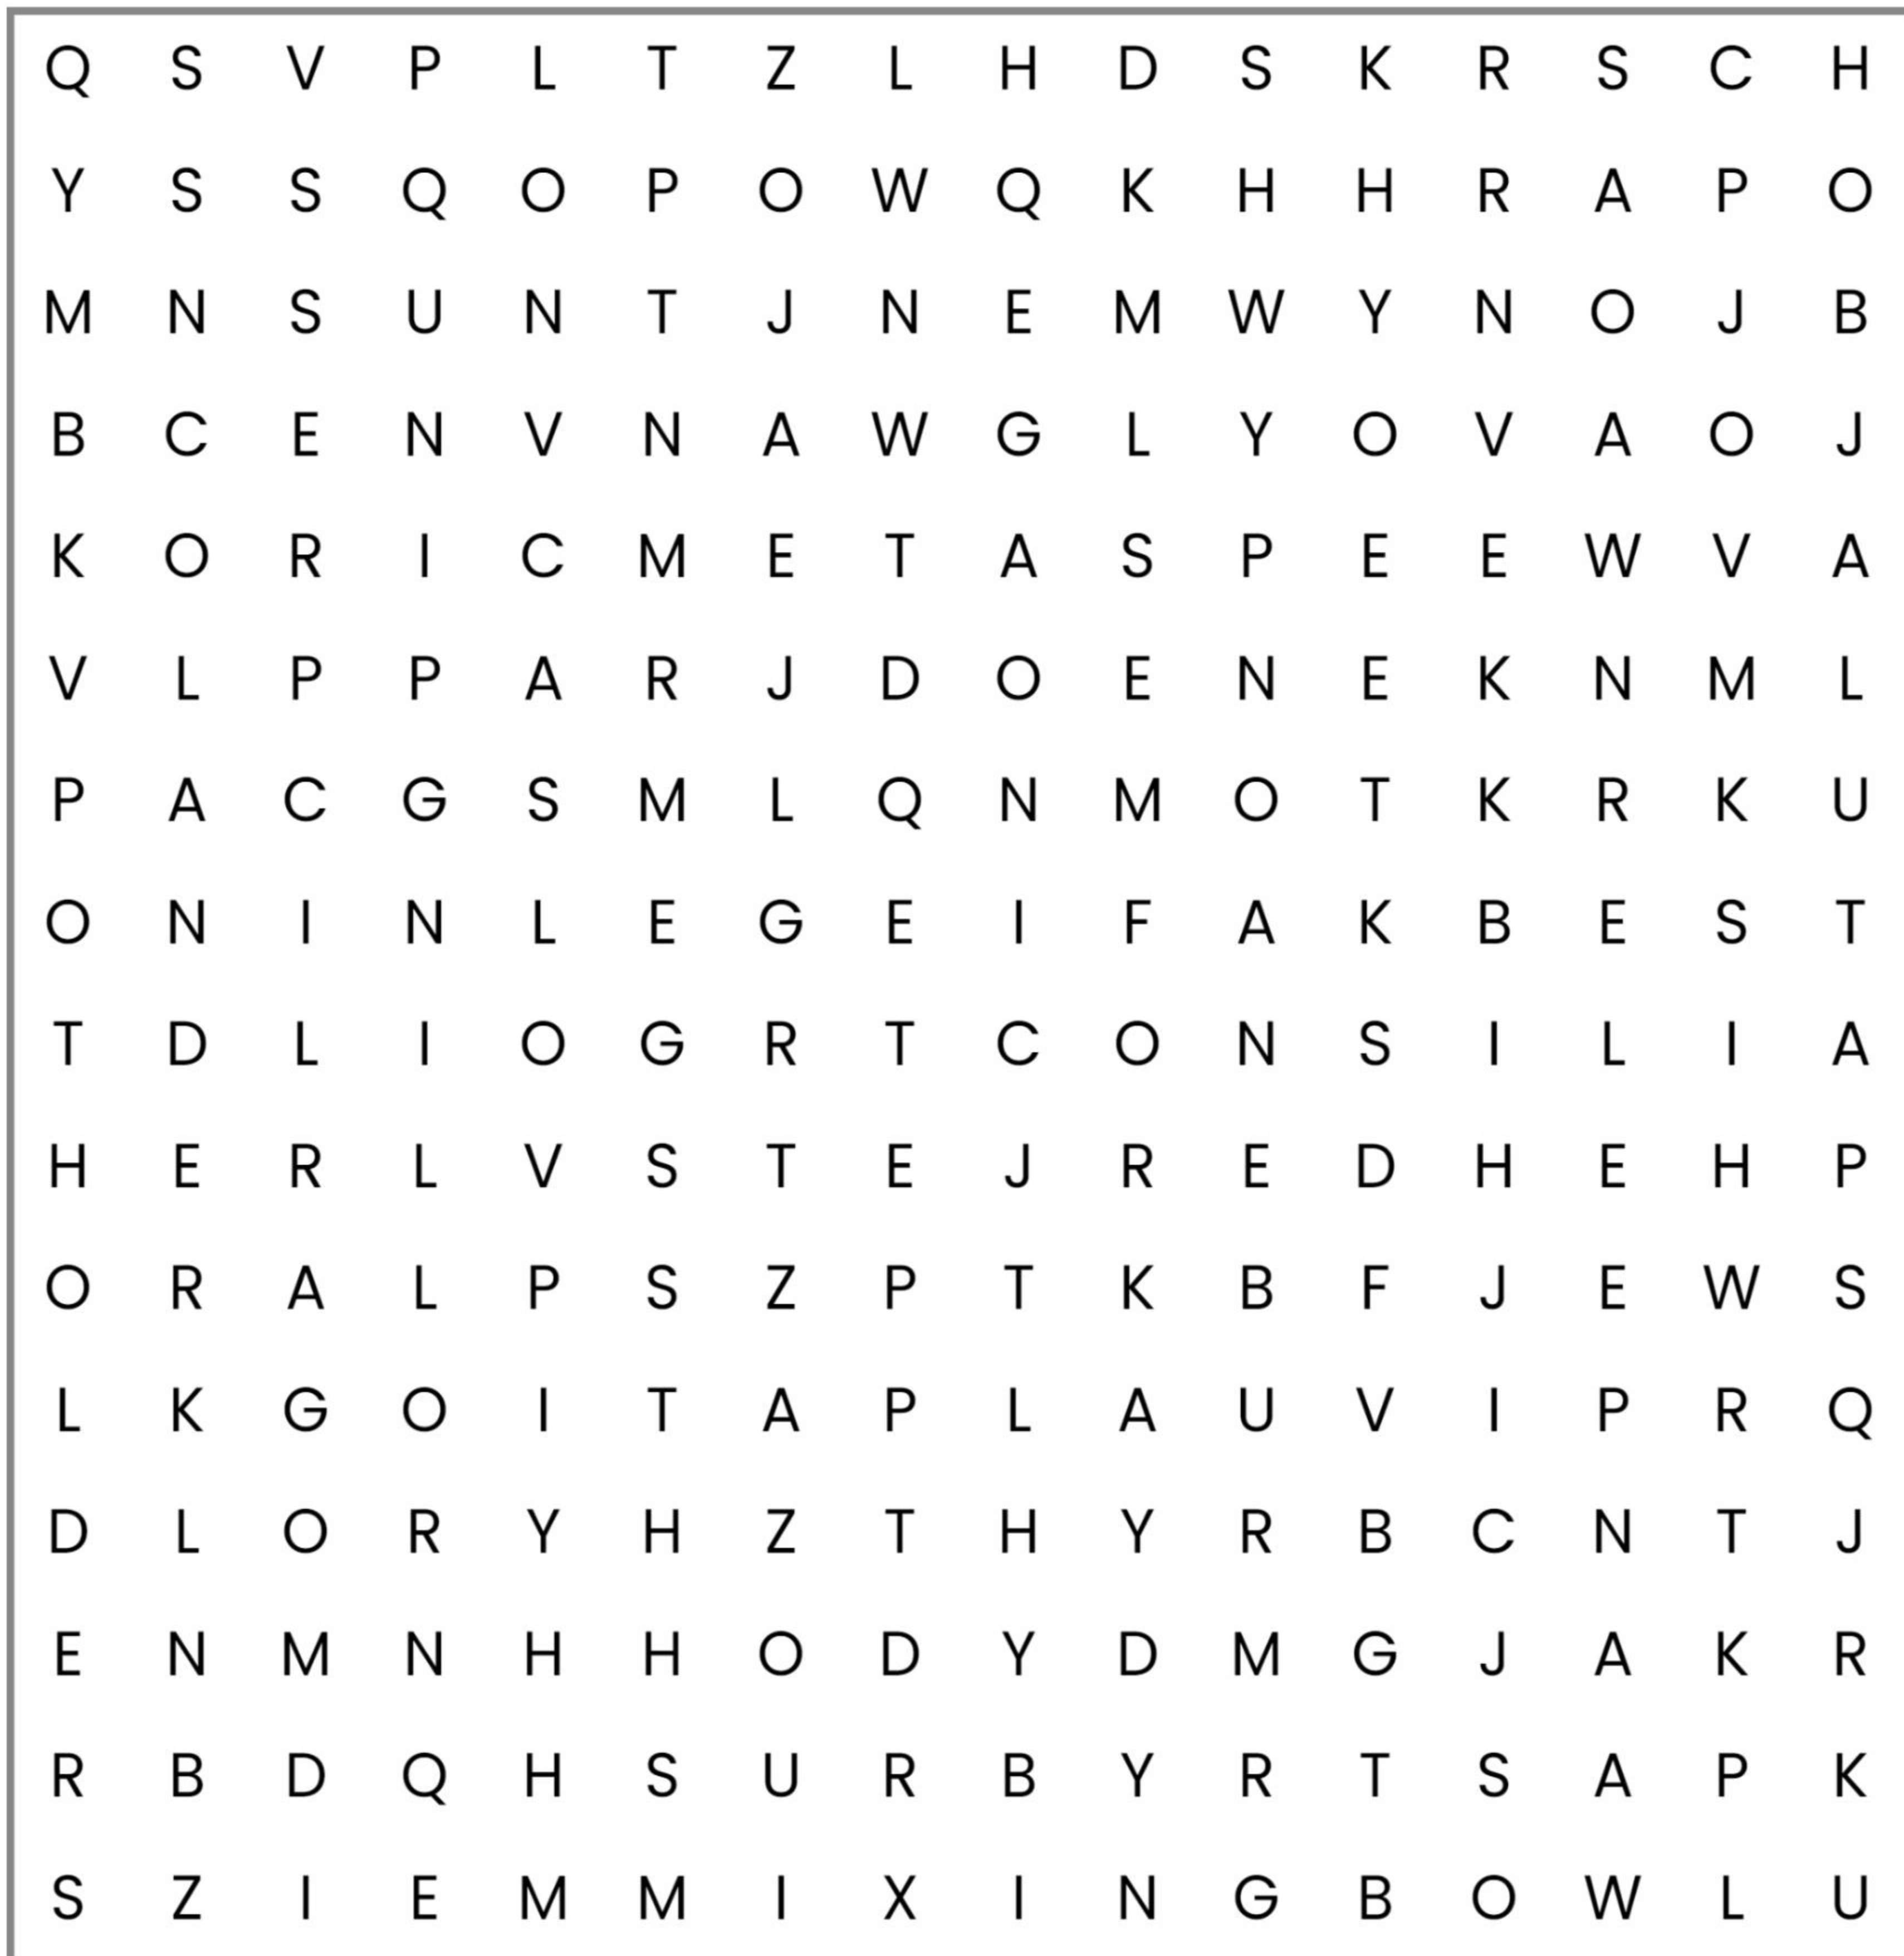 Q S V P L T Z L H D S K R S C H
Y S S Q O P O W Q K H H R A P O
M N S U N T J N E M W Y N O J B
B C E N V N A W G L Y O V A O J
K O R I C M E T A S P E E W V A
V L P P A R J D O E N E K N M L
P A C G S M L Q N M O T K R K U
O N I N L E G E I F A K B E S T
T D L I O G R T C O N S I L I A
H E R L V S T E J R E D H E H P
O R A L P S Z P T K B F J E W S
L K G O I T A P L A U V I P R Q
D L O R Y H Z T H Y R B C N T J
E N M N H H O D Y D M G J A K R
R B D Q H S U R B Y R T S A P K
S Z I E M M I X I N G B O W L U